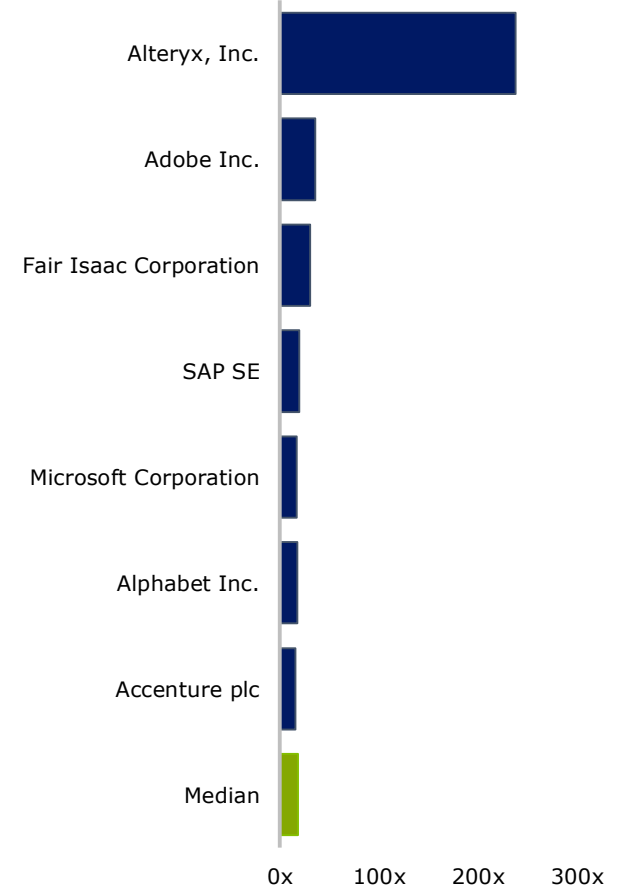 Alteryx, Inc.
Adobe Inc.
Fair Isaac Corporation
SAP SE
Microsoft Corporation
Alphabet Inc.
Accenture plc
Median
0x 100x 200x 300x